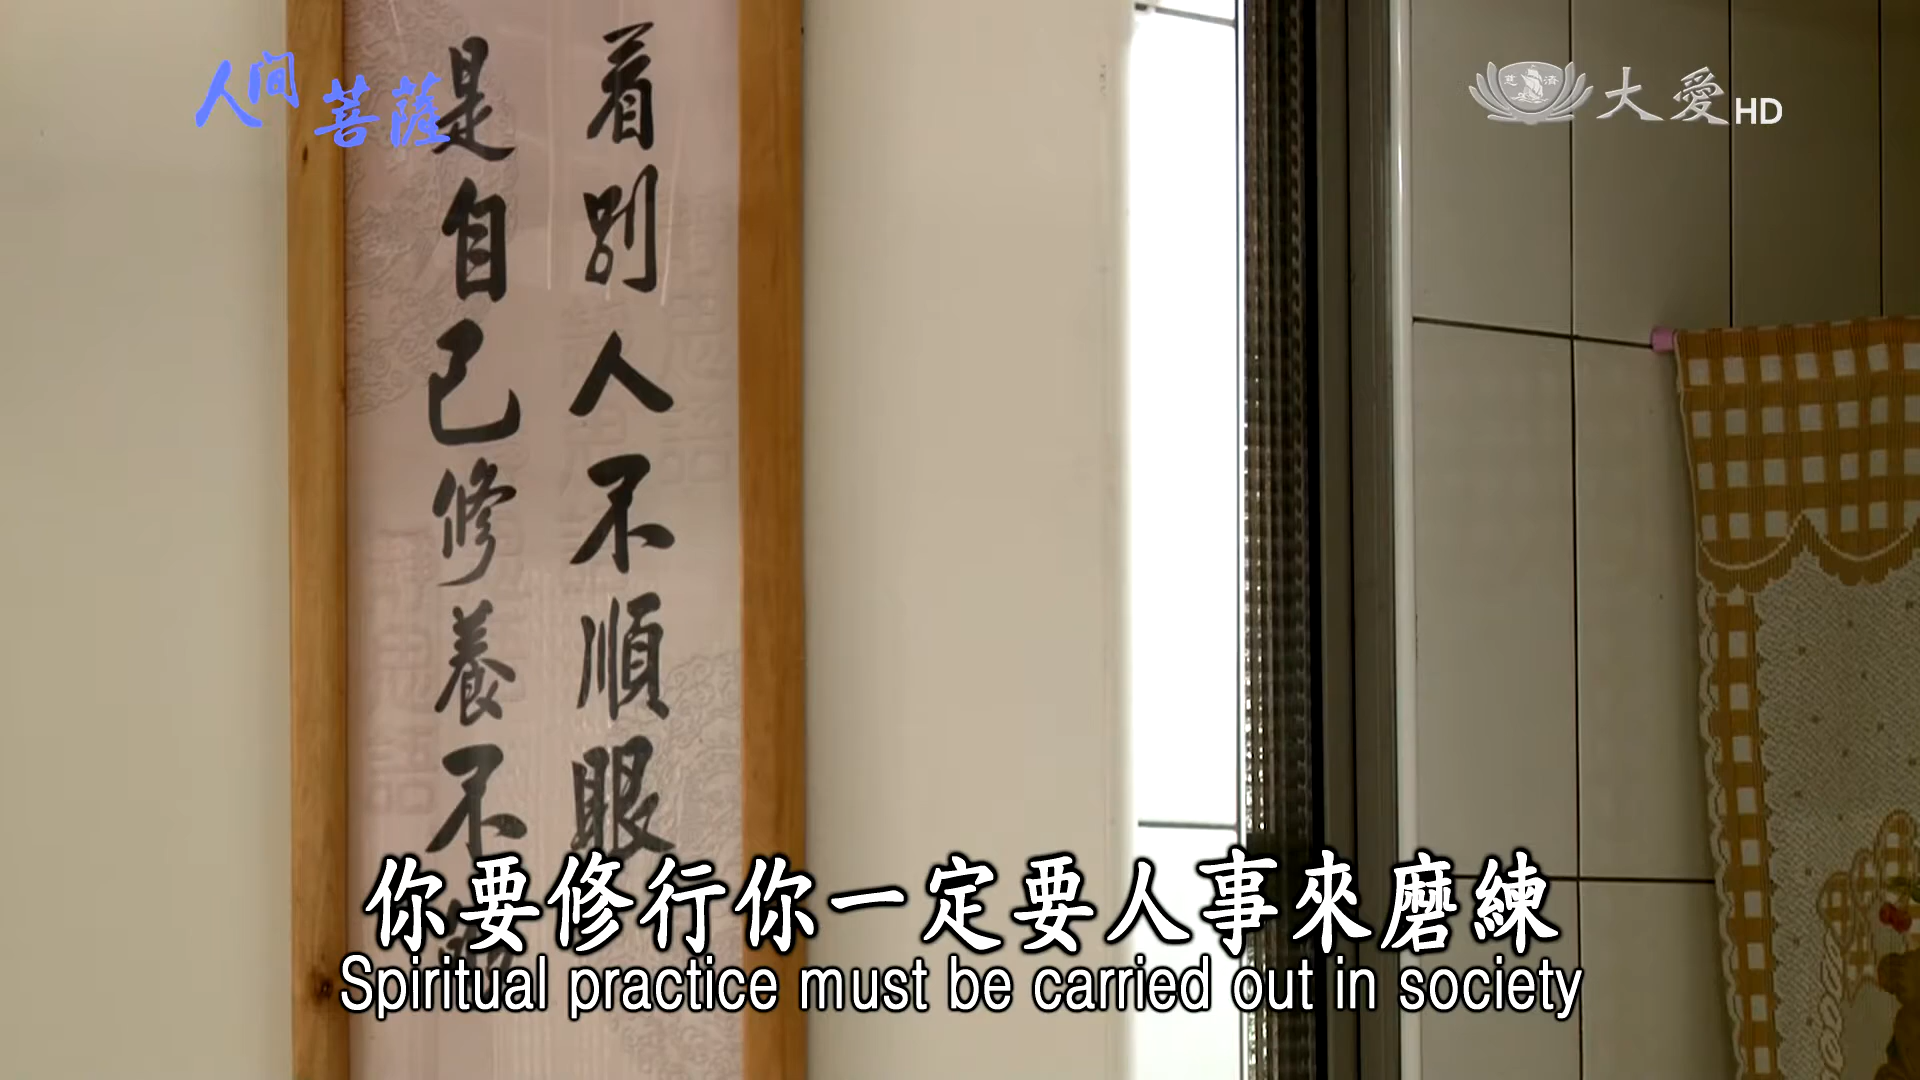 人間菩薩
慈濟
大愛HD
看別人不順眼
是自己修養不
你要修行你一定要人事來磨練
Spiritual practice must be carried out in society